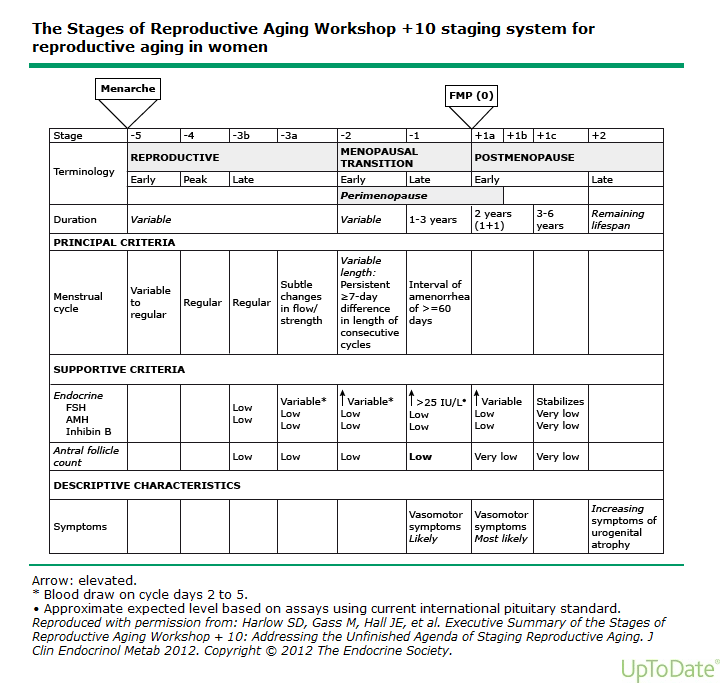 The Stages of Reproductive Aging Workshop +10 staging system for
reproductive aging in women
Menarche
FMP (0)
Stage -5 -4 -3b -3a -2 -1 +1a +1b +1c +2
Terminology
REPRODUCTIVE
MENOPAUSAL
TRANSITION
POSTMENOPAUSE
Early Peak Late Early Late Early Late
Perimenopause
Duration
Variable
Variable
1-3 years
2 years
(1+1)
3-6
years
Remaining
lifespan
PRINCIPAL CRITERIA
Menstrual
cycle
Variable
to
regular
Regular
Regular
Subtle
changes
in flow/
strength
Variable
length:
Persistent
≥7-day
difference
in length of
consecutive
cycles
Interval of
amenorrhea
of >=60
days
SUPPORTIVE CRITERIA
Endocrine
FSH
AMH
Inhibin B
Low
Low
Variable*
Low
Low
↑ Variable*
Low
Low
↑ >25 IU/L•
Low
Low
↑ Variable
Low
Low
Stabilizes
Very low
Very low
Antral follicle
count
Low
Low
Low
Low
Very low
Very low
DESCRIPTIVE CHARACTERISTICS
Symptoms
Vasomotor
symptoms
Likely
Vasomotor
symptoms
Most likely
Increasing
symptoms of
urogenital
atrophy
Arrow: elevated.
* Blood draw on cycle days 2 to 5.
• Approximate expected level based on assays using current international pituitary standard.
Reproduced with permission from: Harlow SD, Gass M, Hall JE, et al. Executive Summary of the Stages of
Reproductive Aging Workshop + 10: Addressing the Unfinished Agenda of Staging Reproductive Aging. J
Clin Endocrinol Metab 2012. Copyright © 2012 The Endocrine Society.
UpToDate®